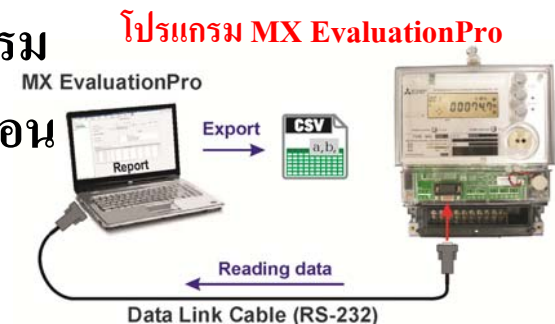 โปรแกรม MX EvaluationPro
รม
MX EvaluationPro
อน
Export
CSV
a,b,
Report
000747
Reading data
Data Link Cable (RS-232)